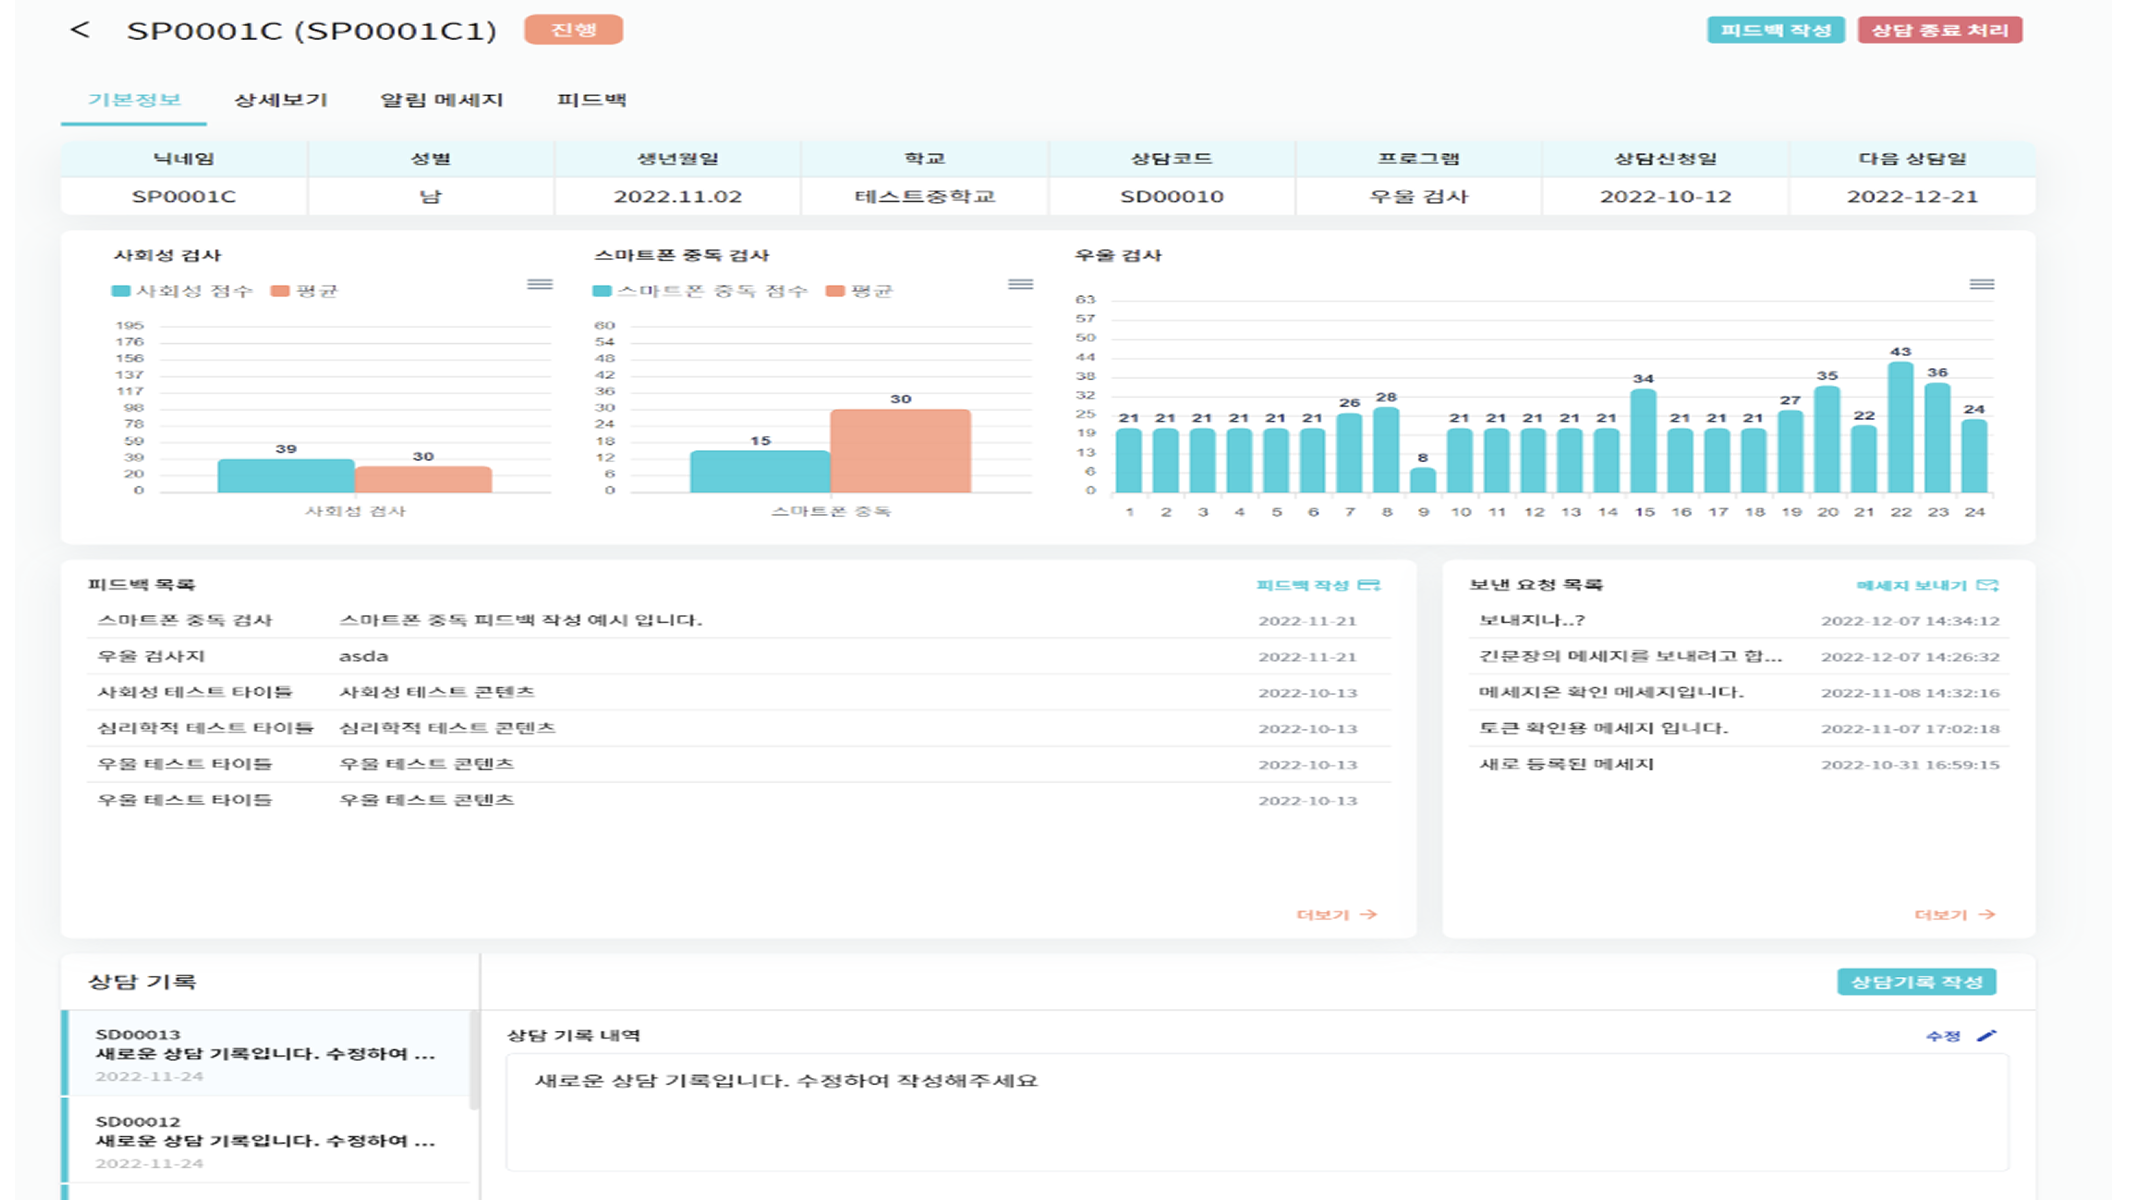 < SP0001C (SP0001C1) 진행 피드백 작성 상담 종료 처리
기본정보 상세보기 알림 메세지 피드백
닉네임 성별 생년월일 학교 상담코드 프로그램 상담신청일 다음 상담일
SP0001C 남 2022.11.02 테스트중학교 SD00010 우울 검사 2022-10-12 2022-12-21
사회성 검사
사회성 점수 평균
195
176
156
137
117
98
78
59
39
20
0
39 30
사회성 검사
스마트폰 중독 검사
스마트폰 중독 점수 평균
60
54
48
42
36
30
24
18
12
6
0
15 30
스마트폰 중독
우울 검사
63
57
50
44
38
32
25
19
13
6
0
21 21 21 21 21 21 26 28 8 21 21 21 21 21 34 21 21 21 27 35 22 43 36 24
1 2 3 4 5 6 7 8 9 10 11 12 13 14 15 16 17 18 19 20 21 22 23 24
피드백 목록 피드백 작성
스마트폰 중독 검사 스마트폰 중독 피드백 작성 예시 입니다. 2022-11-21
우울 검사지 asda 2022-11-21
사회성 테스트 타이틀 사회성 테스트 콘텐츠 2022-10-13
심리학적 테스트 타이틀 심리학적 테스트 콘텐츠 2022-10-13
우울 테스트 타이틀 우울 테스트 콘텐츠 2022-10-13
우울 테스트 타이틀 우울 테스트 콘텐츠 2022-10-13
더보기 →
보낸 요청 목록 메세지 보내기
보내지나..? 2022-12-07 14:34:12
긴문장의 메세지를 보내려고 합... 2022-12-07 14:26:32
메세지온 확인 메세지입니다. 2022-11-08 14:32:16
토큰 확인용 메세지 입니다. 2022-11-07 17:02:18
새로 등록된 메세지 2022-10-31 16:59:15
더보기 →
상담 기록 상담기록 작성
SD00013
새로운 상담 기록입니다. 수정하여 ...
2022-11-24
SD00012
새로운 상담 기록입니다. 수정하여 ...
2022-11-24
상담 기록 내역 수정
새로운 상담 기록입니다. 수정하여 작성해주세요